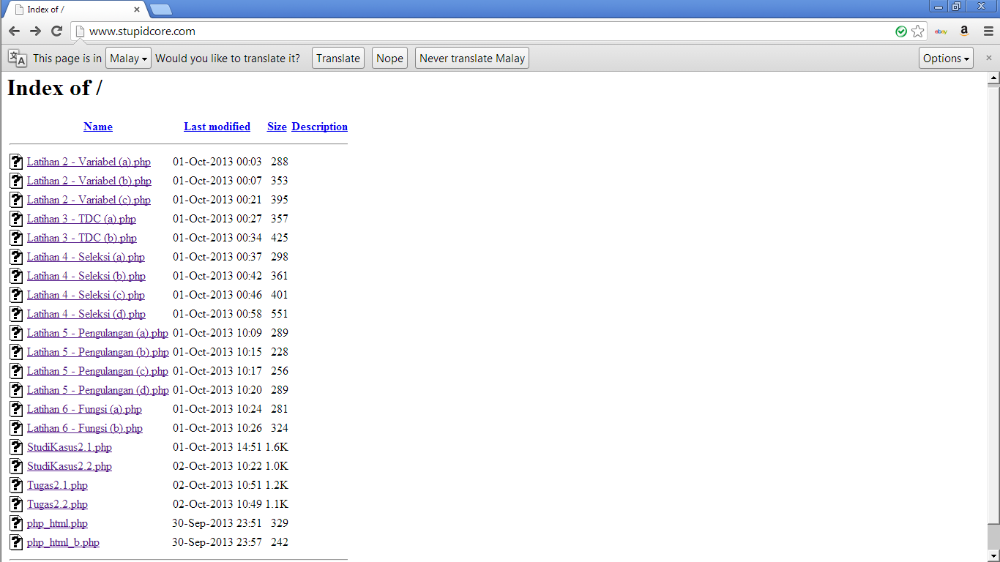 Index of /
www.stupidcore.com
ebay
a
This page is in Malay Would you like to translate it? Translate Nope Never translate Malay Options
Index of /
Name Last modified Size Description
Latihan 2 - Variabel (a).php 01-Oct-2013 00:03 288
Latihan 2 - Variabel (b).php 01-Oct-2013 00:07 353
Latihan 2 - Variabel (c).php 01-Oct-2013 00:21 395
Latihan 3 - TDC (a).php 01-Oct-2013 00:27 357
Latihan 3 - TDC (b).php 01-Oct-2013 00:34 425
Latihan 4 - Seleksi (a).php 01-Oct-2013 00:37 298
Latihan 4 - Seleksi (b).php 01-Oct-2013 00:42 361
Latihan 4 - Seleksi (c).php 01-Oct-2013 00:46 401
Latihan 4 - Seleksi (d).php 01-Oct-2013 00:58 551
Latihan 5 - Pengulangan (a).php 01-Oct-2013 10:09 289
Latihan 5 - Pengulangan (b).php 01-Oct-2013 10:15 228
Latihan 5 - Pengulangan (c).php 01-Oct-2013 10:17 256
Latihan 5 - Pengulangan (d).php 01-Oct-2013 10:20 289
Latihan 6 - Fungsi (a).php 01-Oct-2013 10:24 281
Latihan 6 - Fungsi (b).php 01-Oct-2013 10:26 324
StudiKasus2.1.php 01-Oct-2013 14:51 1.6K
StudiKasus2.2.php 02-Oct-2013 10:22 1.0K
Tugas2.1.php 02-Oct-2013 10:51 1.2K
Tugas2.2.php 02-Oct-2013 10:49 1.1K
php_html.php 30-Sep-2013 23:51 329
php_html_b.php 30-Sep-2013 23:57 242